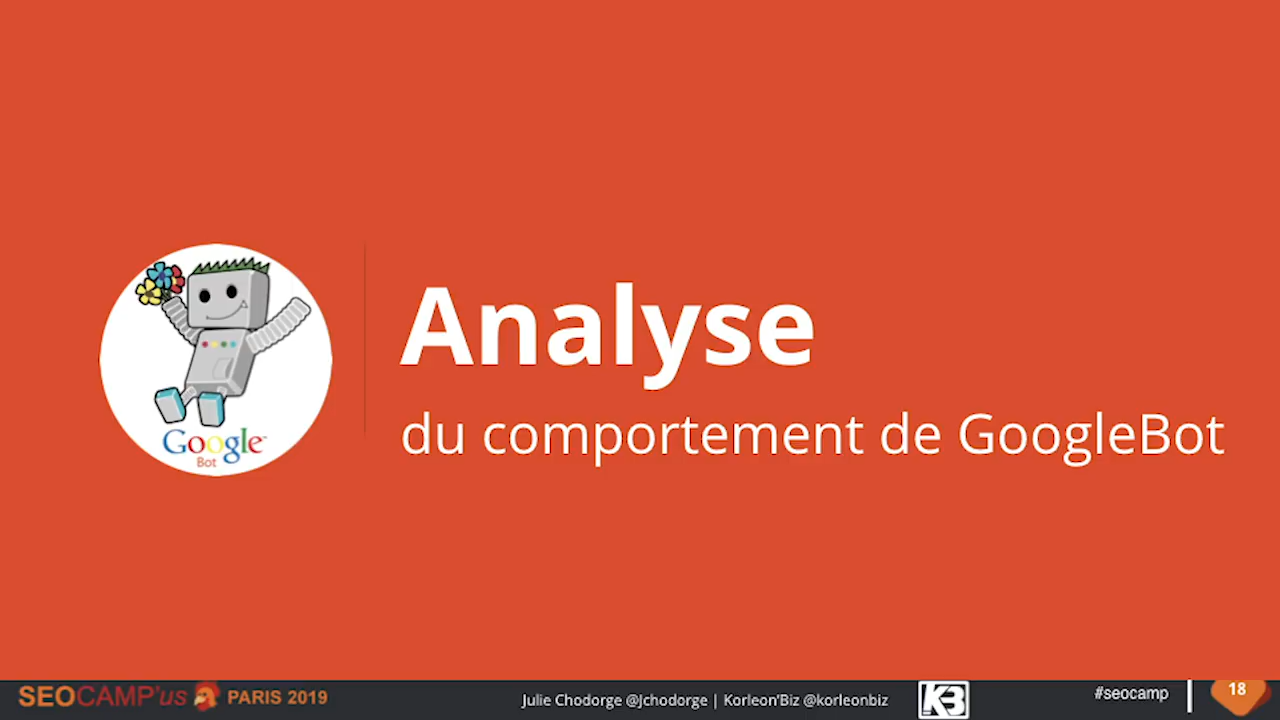 Analyse
du comportement de GoogleBot
Google™
Bot
SEOCAMP'us PARIS 2019
Julie Chodorge @Jchodorge | Korleon'Biz @korleonbiz
K3
#seocamp
18